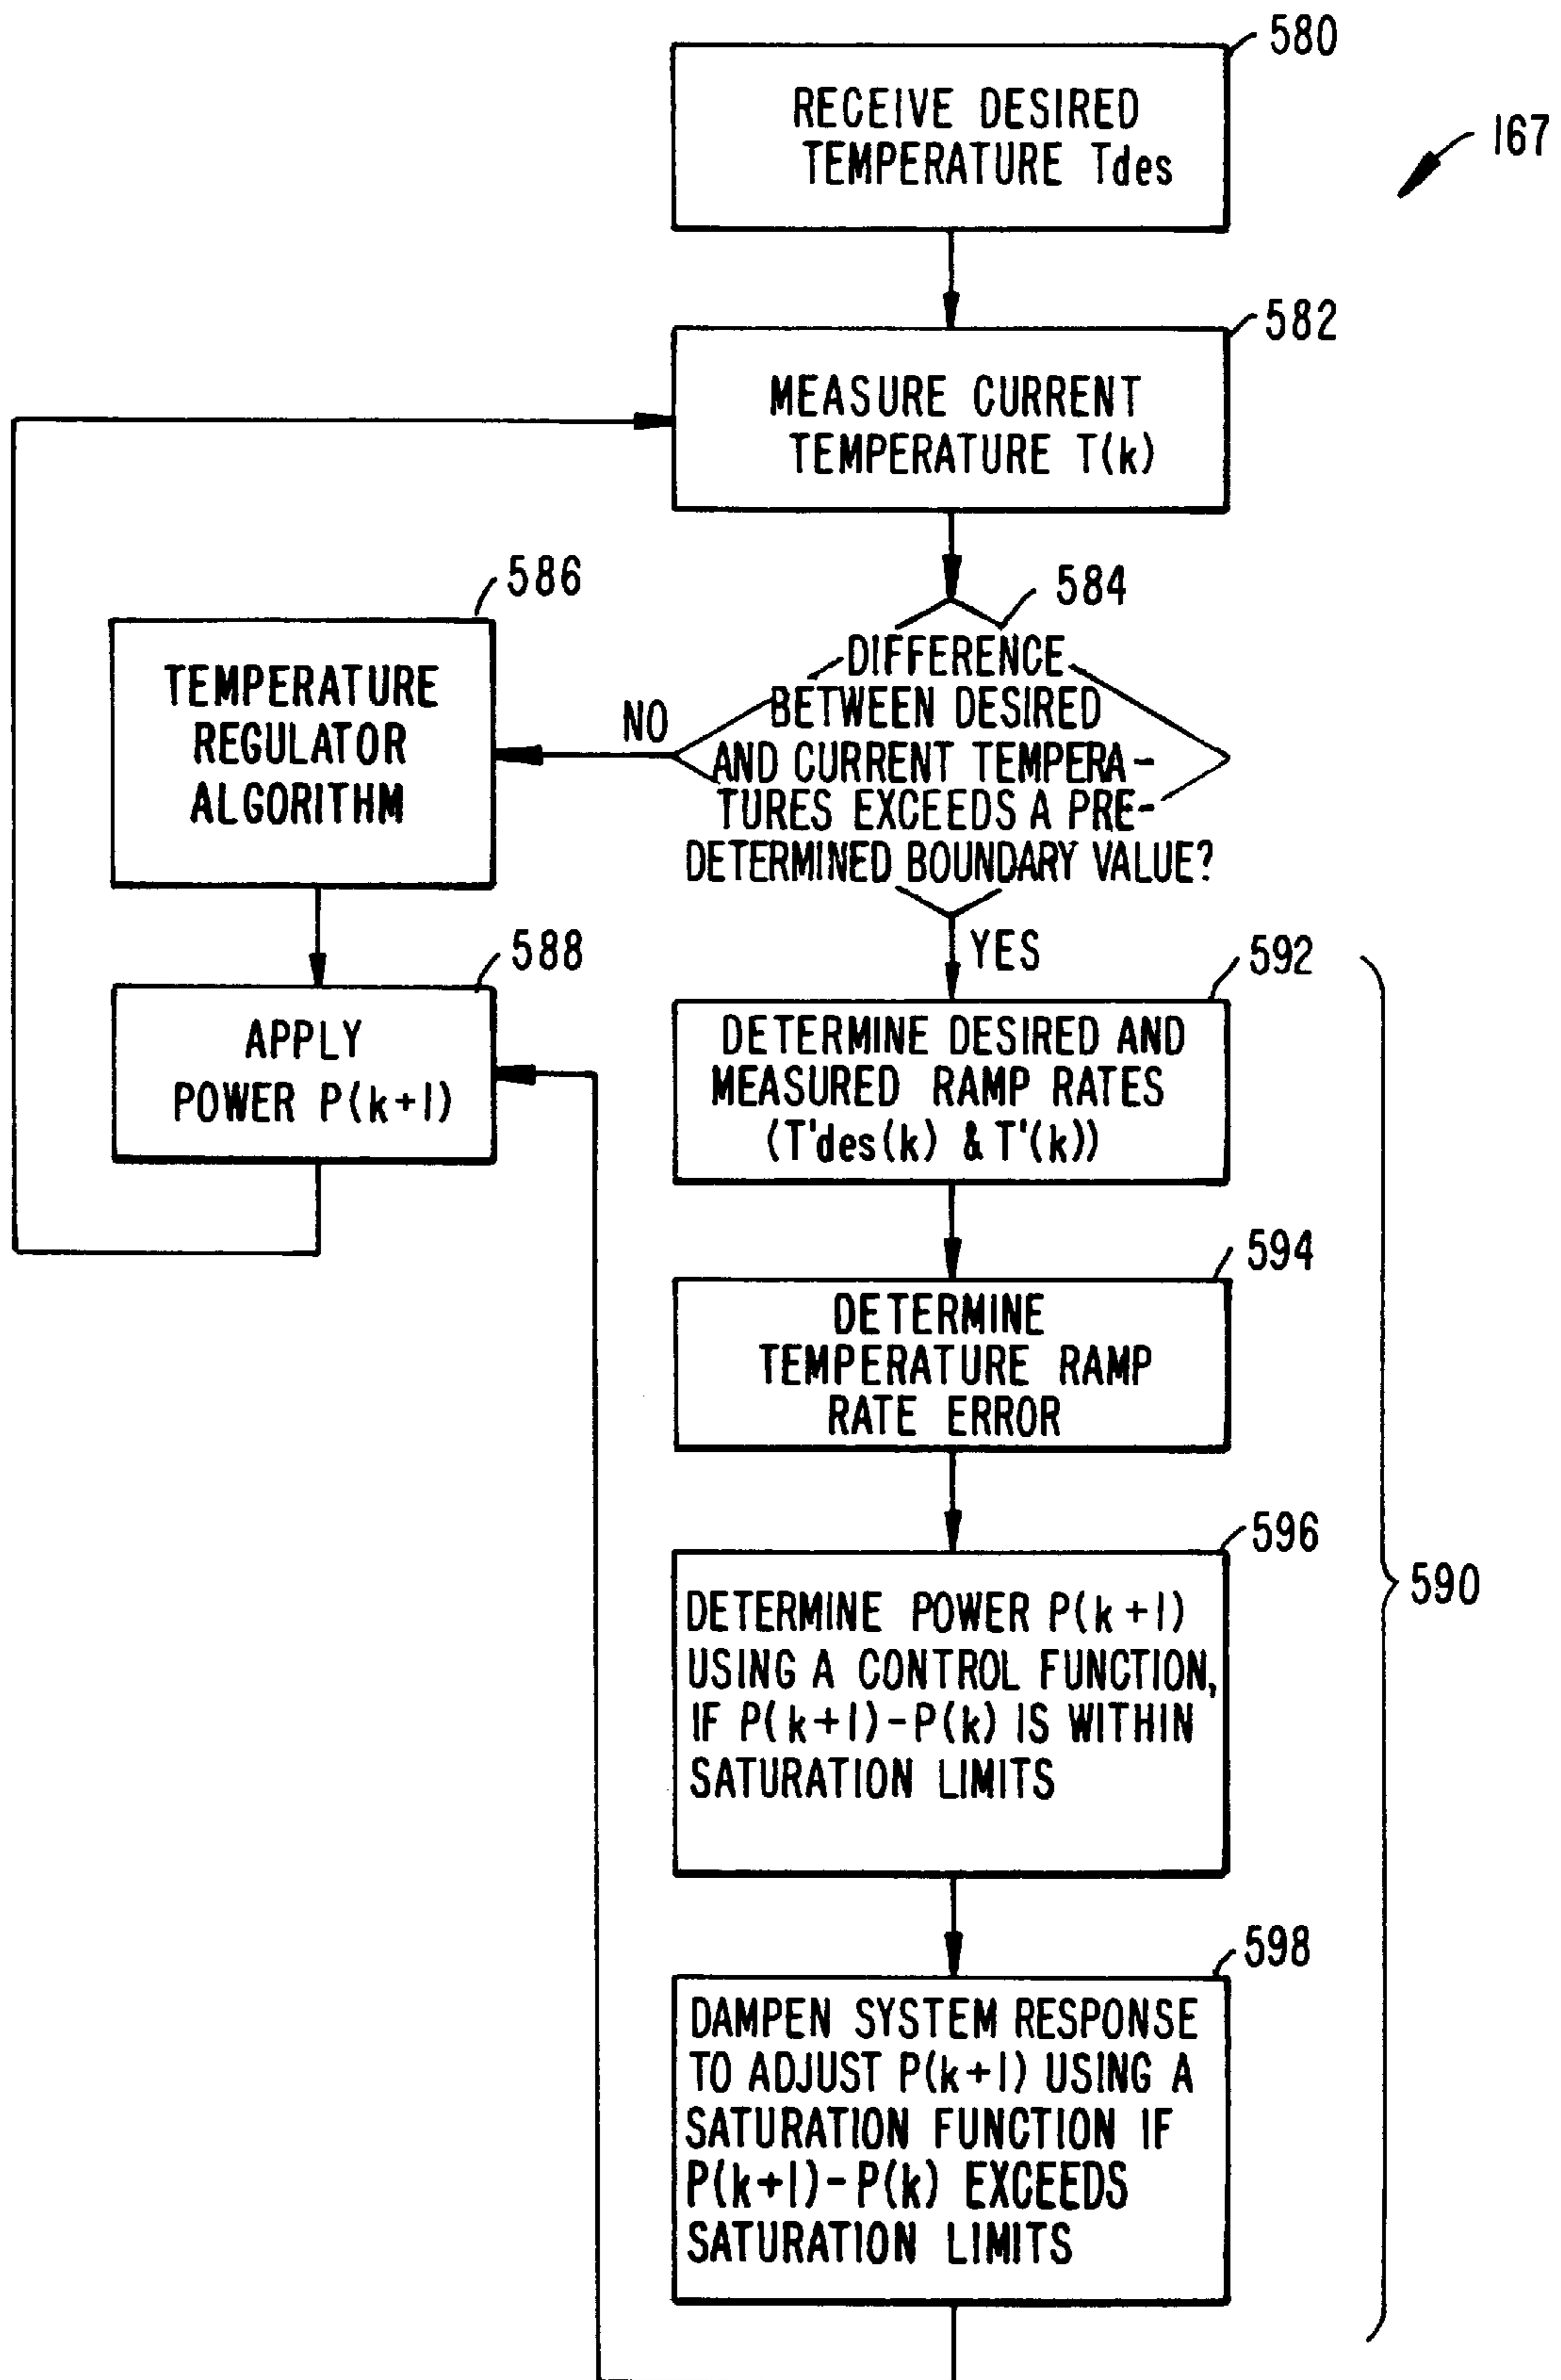 580
RECEIVE DESIRED
TEMPERATURE Tdes
167
582
MEASURE CURRENT
TEMPERATURE T(k)
584
DIFFERENCE
BETWEEN DESIRED
AND CURRENT TEMPERA-
TURES EXCEEDS A PRE-
DETERMINED BOUNDARY VALUE?
NO
YES
586
TEMPERATURE
REGULATOR
ALGORITHM
588
APPLY
POWER P(k+1)
592
DETERMINE DESIRED AND
MEASURED RAMP RATES
(T'des(k) & T'(k))
594
DETERMINE
TEMPERATURE RAMP
RATE ERROR
596
DETERMINE POWER P(k+1)
USING A CONTROL FUNCTION,
IF P(k+1)-P(k) IS WITHIN
SATURATION LIMITS
590
598
DAMPEN SYSTEM RESPONSE
TO ADJUST P(k+1) USING A
SATURATION FUNCTION IF
P(k+1)-P(k) EXCEEDS
SATURATION LIMITS